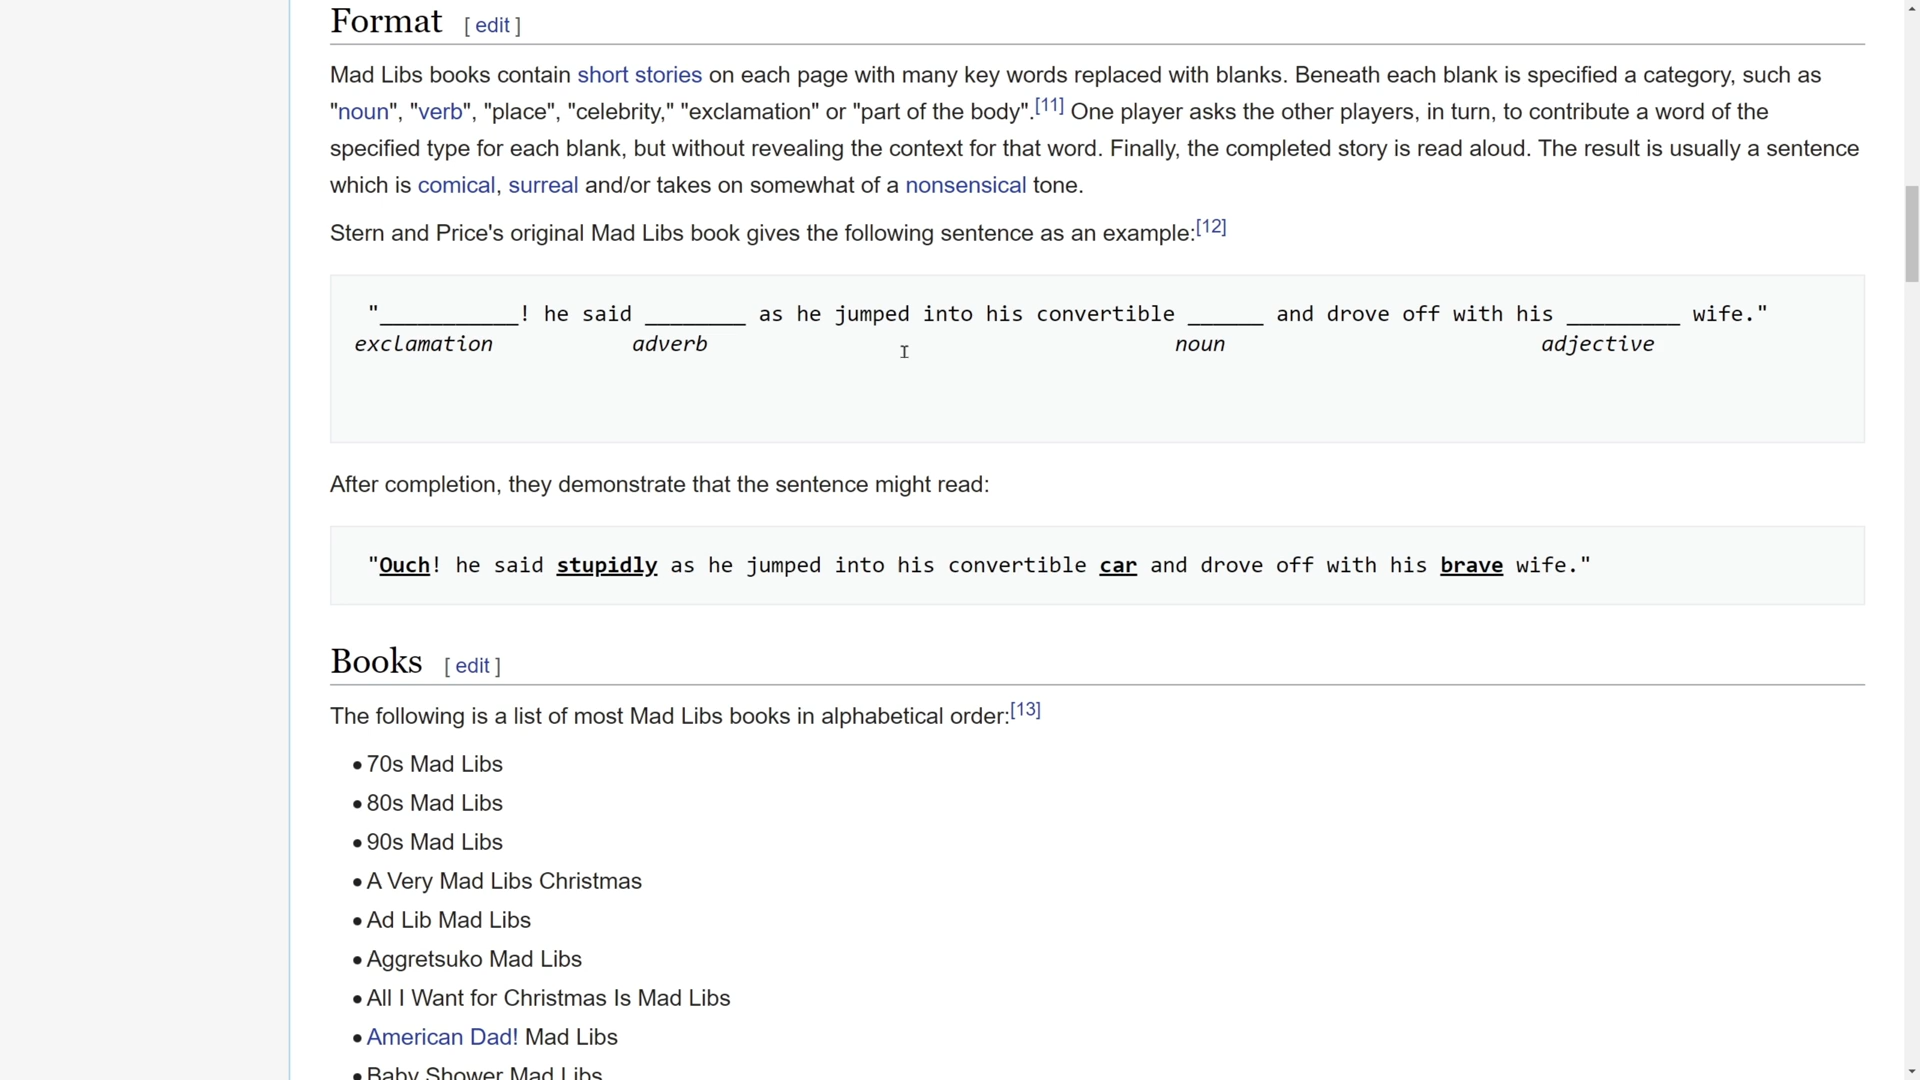 Format [ edit ]
Mad Libs books contain short stories on each page with many key words replaced with blanks. Beneath each blank is specified a category, such as
"noun", "verb", "place", "celebrity," "exclamation" or "part of the body".[11] One player asks the other players, in turn, to contribute a word of the
specified type for each blank, but without revealing the context for that word. Finally, the completed story is read aloud. The result is usually a sentence
which is comical, surreal and/or takes on somewhat of a nonsensical tone.
Stern and Price's original Mad Libs book gives the following sentence as an example:[12]
"___________! he said ________ as he jumped into his convertible ______ and drove off with his _________ wife."
exclamation adverb noun adjective
After completion, they demonstrate that the sentence might read:
"Ouch! he said stupidly as he jumped into his convertible car and drove off with his brave wife."
Books [ edit ]
The following is a list of most Mad Libs books in alphabetical order:[13]
• 70s Mad Libs
• 80s Mad Libs
• 90s Mad Libs
• A Very Mad Libs Christmas
• Ad Lib Mad Libs
• Aggretsuko Mad Libs
• All I Want for Christmas Is Mad Libs
• American Dad! Mad Libs
• Baby Shower Mad Libs